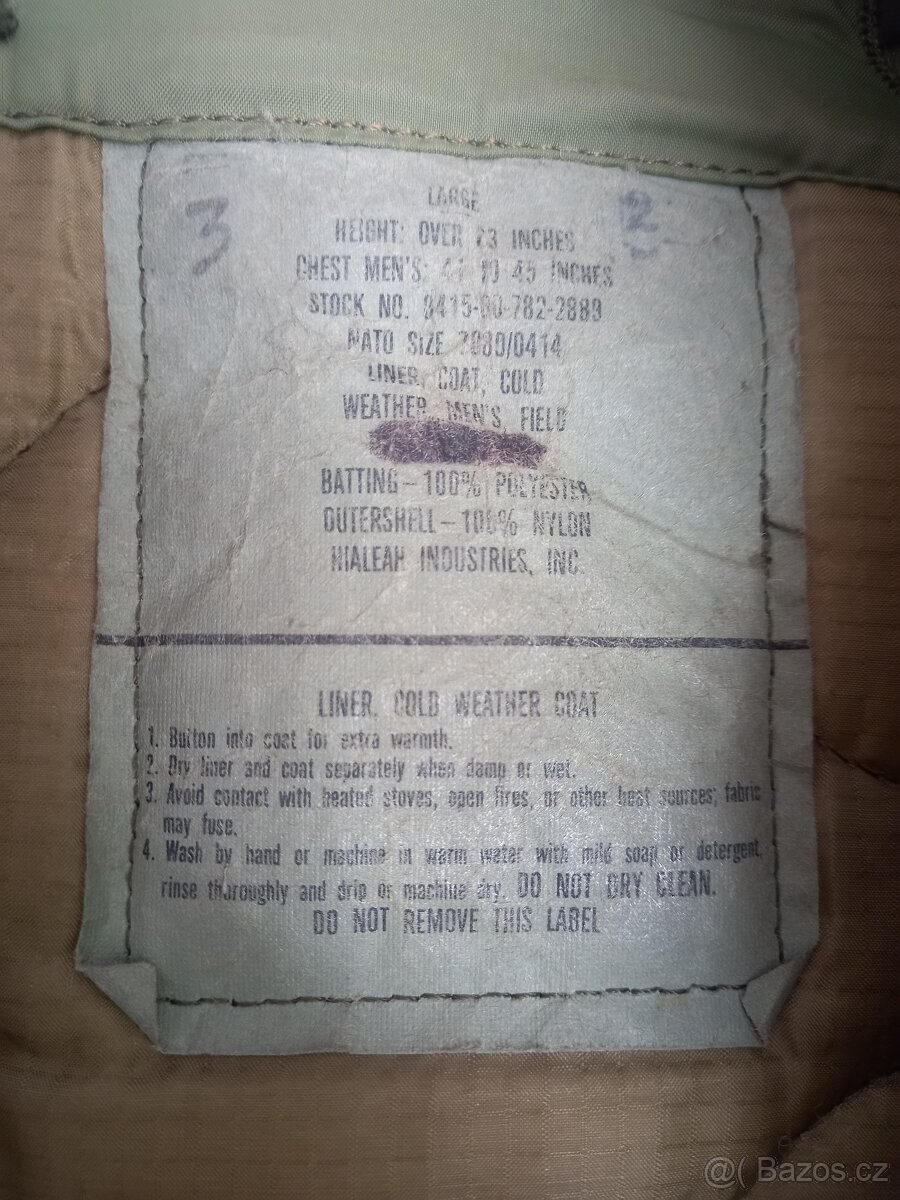 3
2
LARGE
HEIGHT: OVER 73 INCHES
CHEST MEN'S: 41 TO 45 INCHES
STOCK NO. 8415-00-782-2889
NATO SIZE
LINER, COAT, COLD
WEATHER, MEN'S, FIELD
BATTING – 100% POLYESTER
OUTERSHELL – 100% NYLON
HIALEAH INDUSTRIES, INC.
LINER, COLD WEATHER COAT
1. Button into coat for extra warmth.
2. Dry liner and coat separately when damp or wet.
3. Avoid contact with heated stoves, open fires, or other heat sources; fabric
may fuse.
4. Wash by hand or machine in warm water with mild soap or detergent,
rinse thoroughly and drip or machine dry. DO NOT DRY CLEAN.
DO NOT REMOVE THIS LABEL
@( Bazos.cz